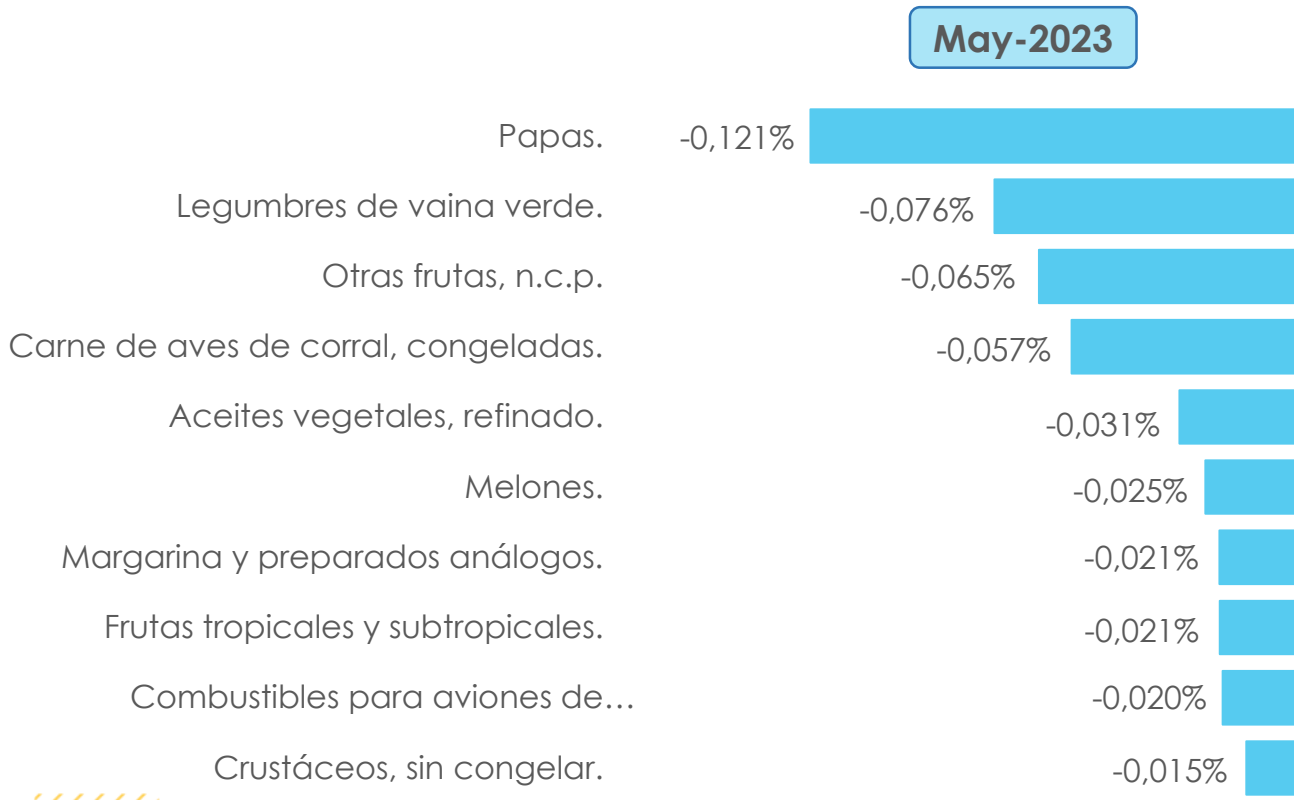 May-2023
Papas. -0,121%
Legumbres de vaina verde. -0,076%
Otras frutas, n.c.p. -0,065%
Carne de aves de corral, congeladas. -0,057%
Aceites vegetales, refinado. -0,031%
Melones. -0,025%
Margarina y preparados análogos. -0,021%
Frutas tropicales y subtropicales. -0,021%
Combustibles para aviones de… -0,020%
Crustáceos, sin congelar. -0,015%